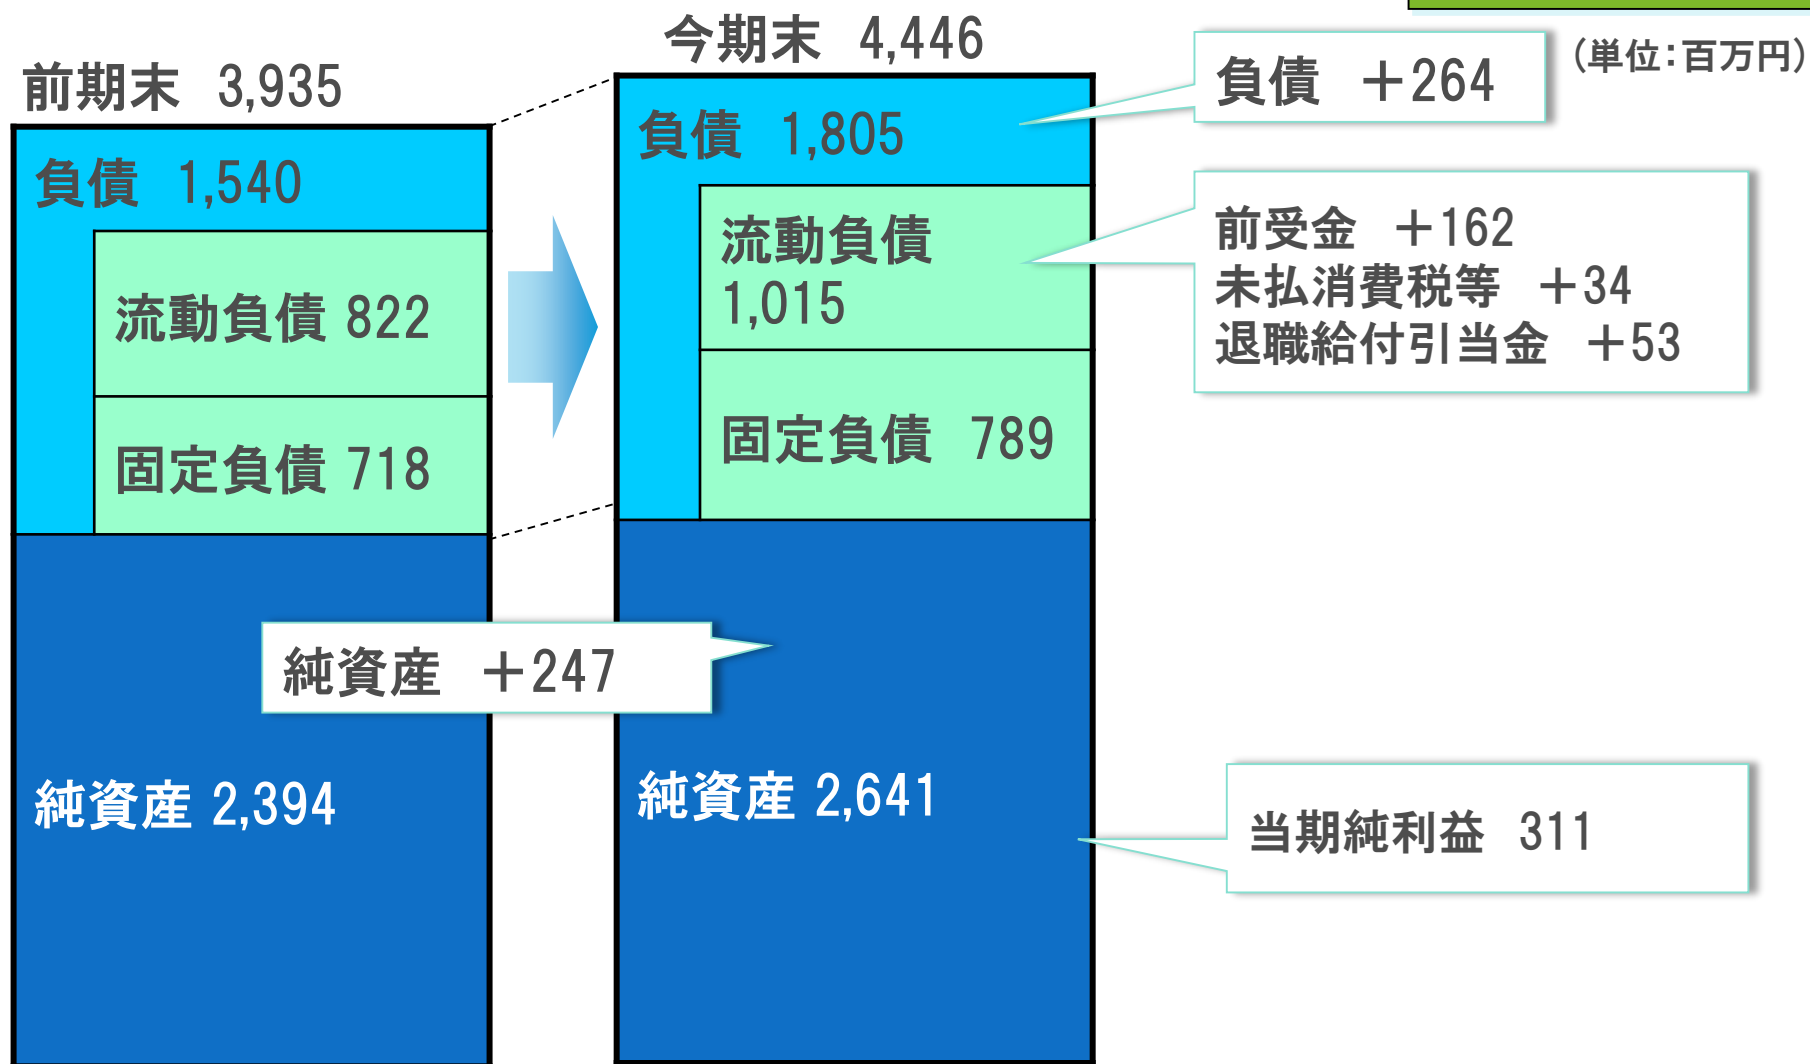 (単位:百万円)
前期末 3,935
負債 1,540
流動負債 822
固定負債 718
純資産 2,394
今期末 4,446
負債 1,805
流動負債
1,015
固定負債 789
純資産 2,641
負債 +264
前受金 +162
未払消費税等 +34
退職給付引当金 +53
純資産 +247
当期純利益 311